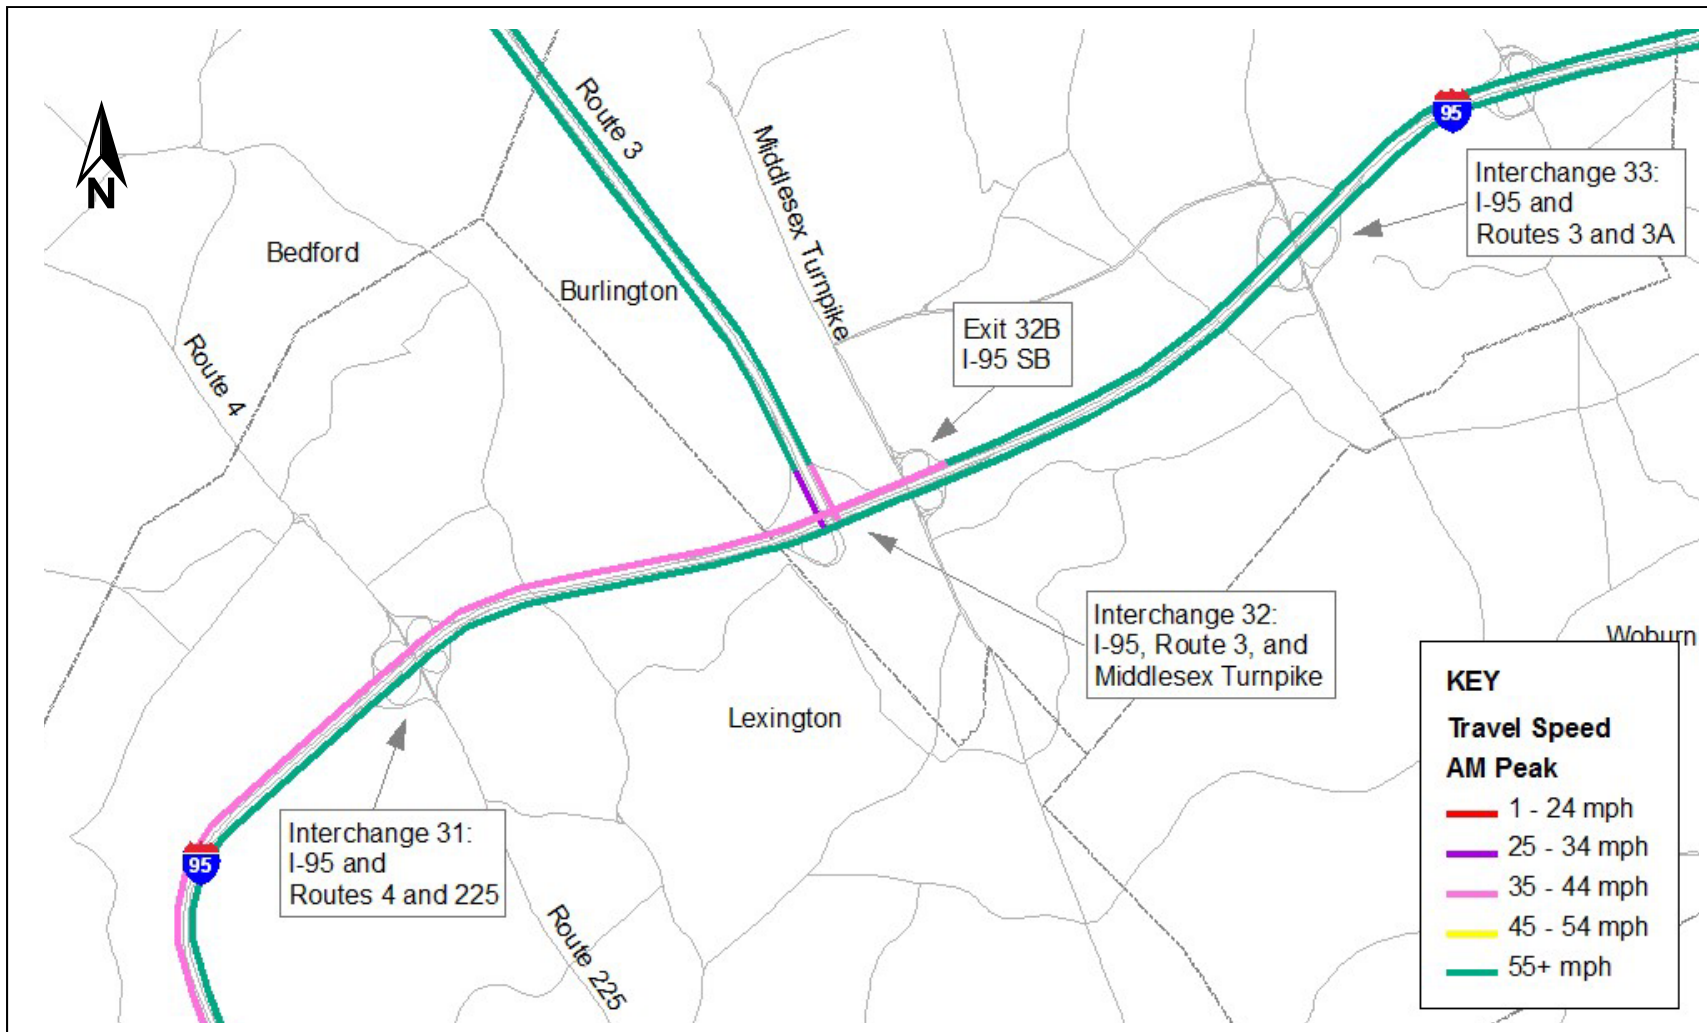 Route 3
95
Middlesex Turnpike
Interchange 33:
I-95 and
Routes 3 and 3A
N
Bedford
Burlington
Exit 32B
I-95 SB
Route 4
Interchange 32:
I-95, Route 3, and
Middlesex Turnpike
Woburn
Lexington
KEY
Travel Speed
AM Peak
1 - 24 mph
25 - 34 mph
35 - 44 mph
45 - 54 mph
55+ mph
Interchange 31:
I-95 and
Routes 4 and 225
95
Route 225